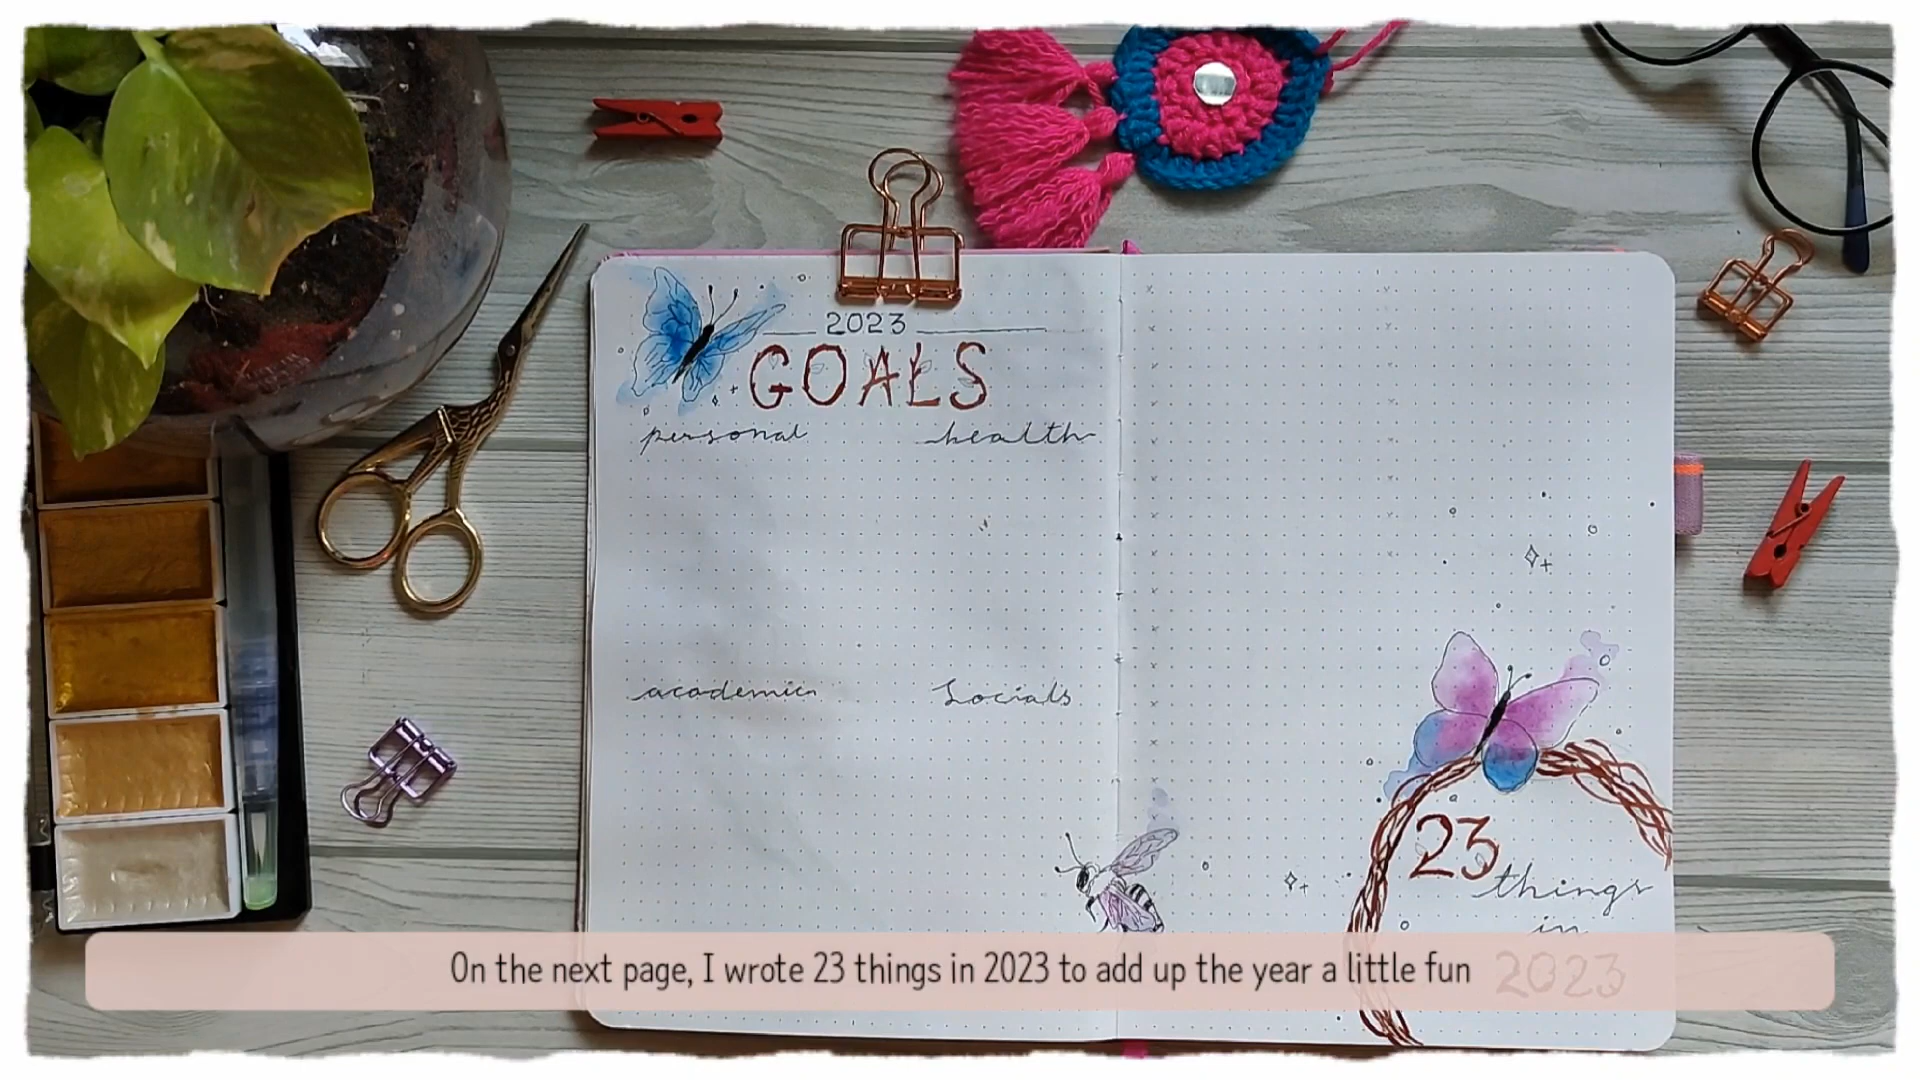 2023
GOALS
personal
health
academics
Socials
23
things
in
2023
On the next page, I wrote 23 things in 2023 to add up the year a little fun